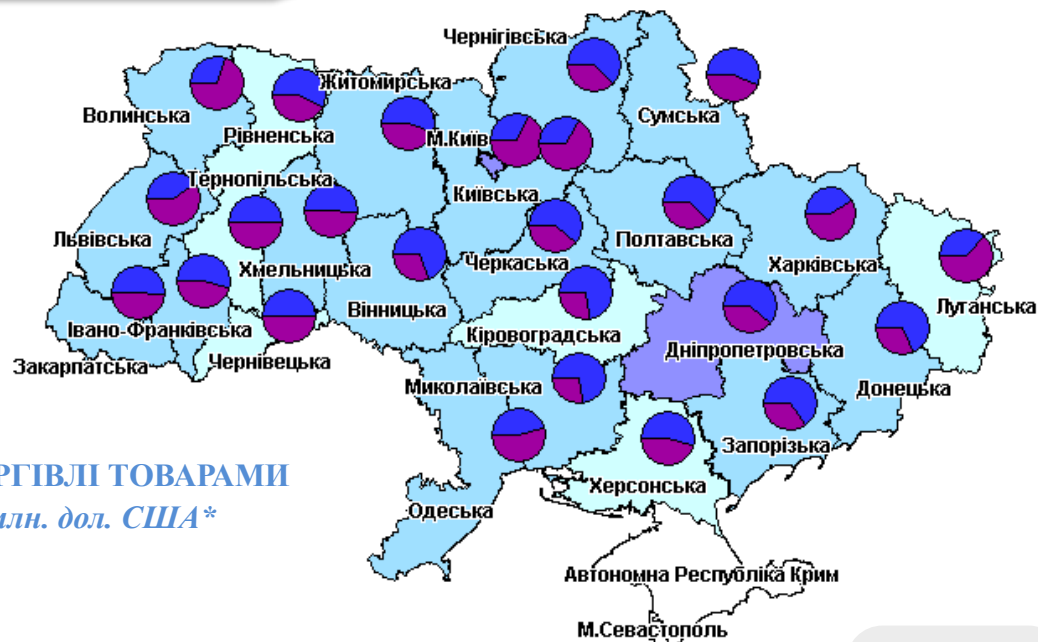 Чернігівська
Житомирська
Волинська
Сумська
Рівненська
М.Київ
Тернопільська
Київська
Львівська
Полтавська
Хмельницька
Черкаська
Харківська
Вінницька
Луганська
Івано-Франківська
Кіровоградська
Чернівецька
Дніпропетровська
Закарпатська
Миколаївська
Донецька
Запорізька
РГІВЛІ ТОВАРАМИ
Херсонська
млн. дол. США*
Одеська
Автономна Республіка Крим
М.Севастополь